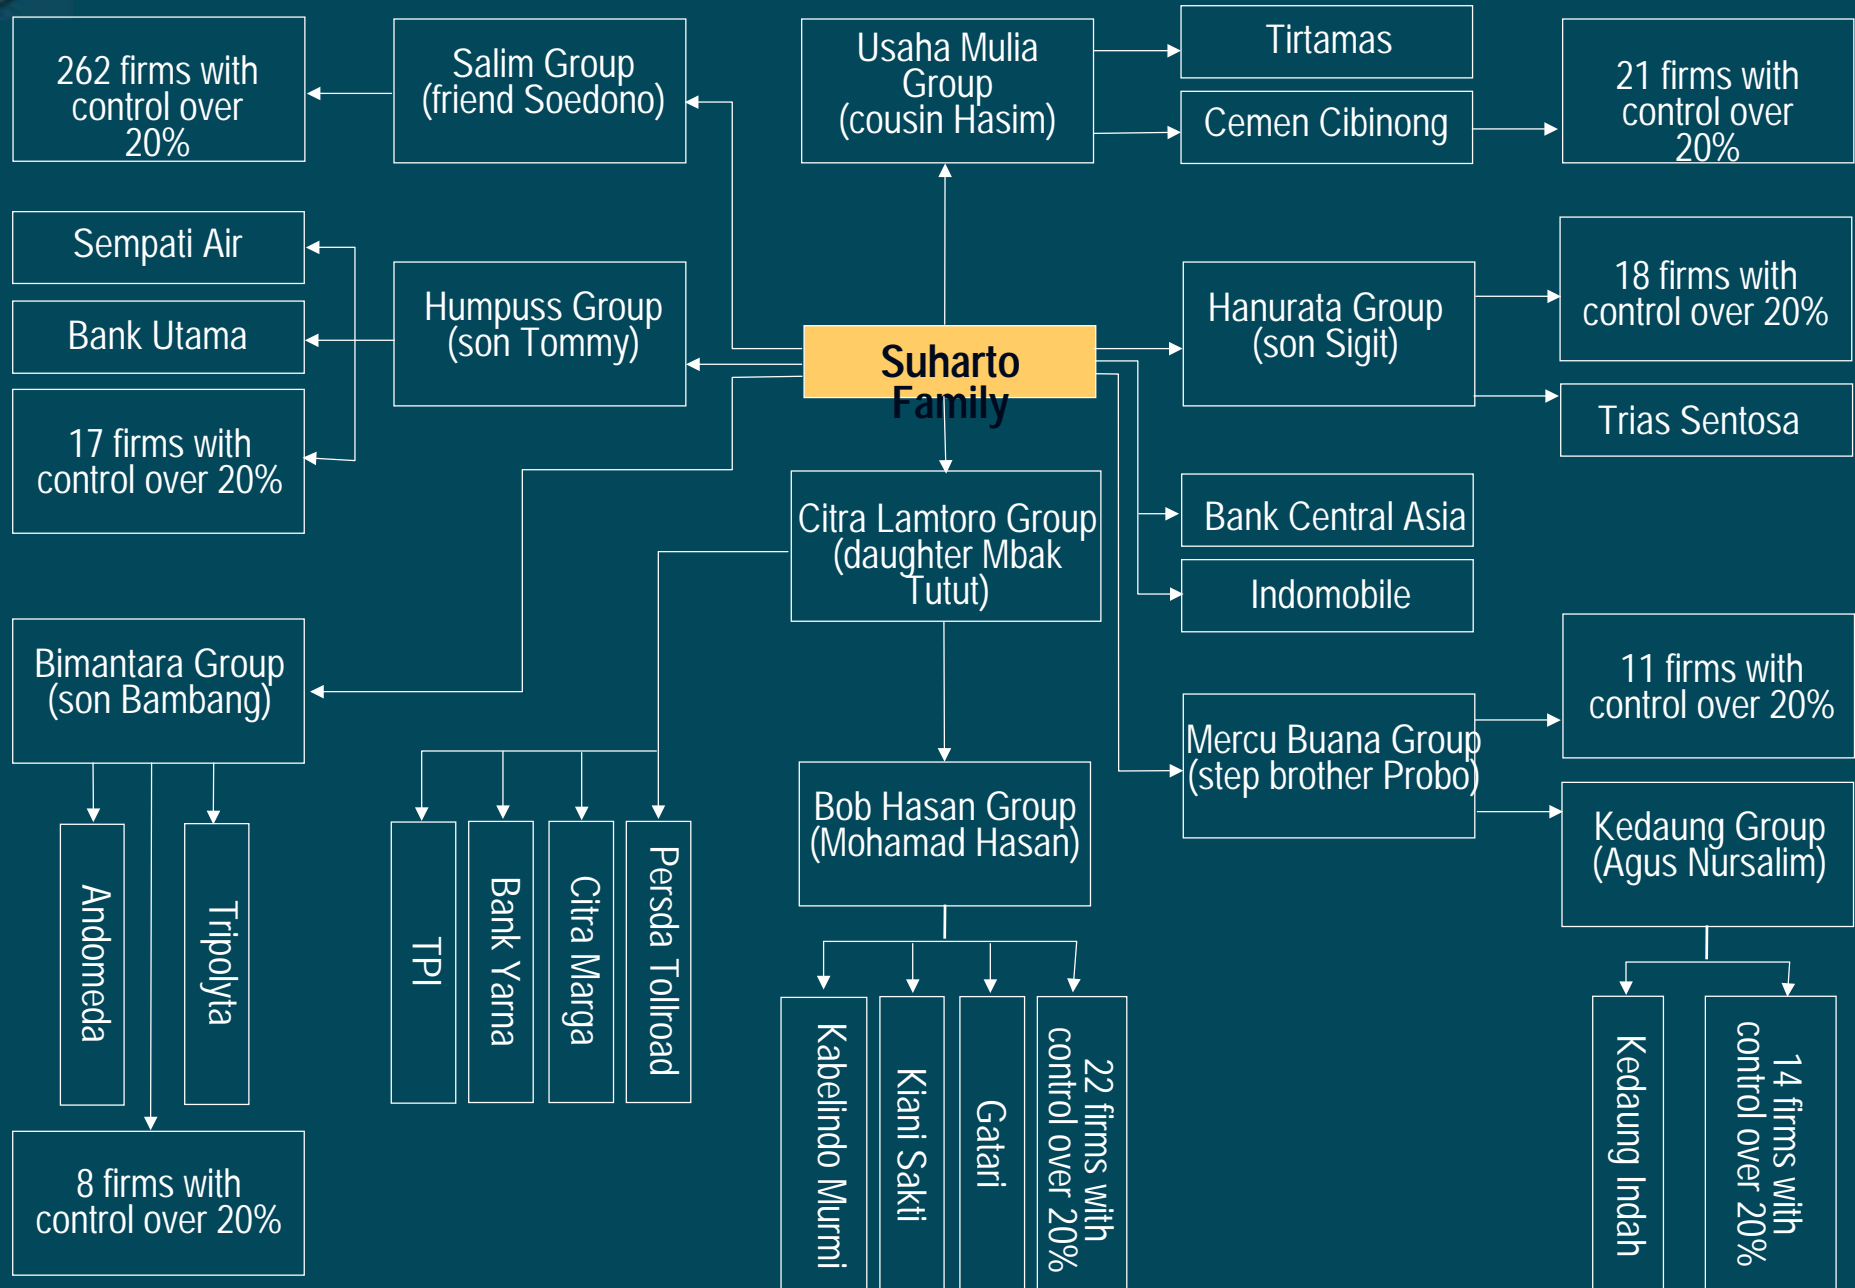 262 firms with
control over
20%
Salim Group
(friend Soedono)
Usaha Mulia
Group
(cousin Hasim)
Tirtamas
Cemen Cibinong
21 firms with
control over
20%
Sempati Air
Bank Utama
17 firms with
control over 20%
Humpuss Group
(son Tommy)
Suharto
Family
Hanurata Group
(son Sigit)
18 firms with
control over 20%
Trias Sentosa
Citra Lamtoro Group
(daughter Mbak
Tutut)
Bank Central Asia
Indomobile
Bimantara Group
(son Bambang)
Mercu Buana Group
(step brother Probo)
11 firms with
control over 20%
Bob Hasan Group
(Mohamad Hasan)
Kedaung Group
(Agus Nursalim)
Andomeda
Tripolyta
TPI
Bank Yarna
Citra Marga
Persda Tollroad
8 firms with
control over 20%
Kabelindo Murmi
Kiani Sakti
Gatari
22 firms with
control over 20%
Kedaung Indah
14 firms with
control over 20%